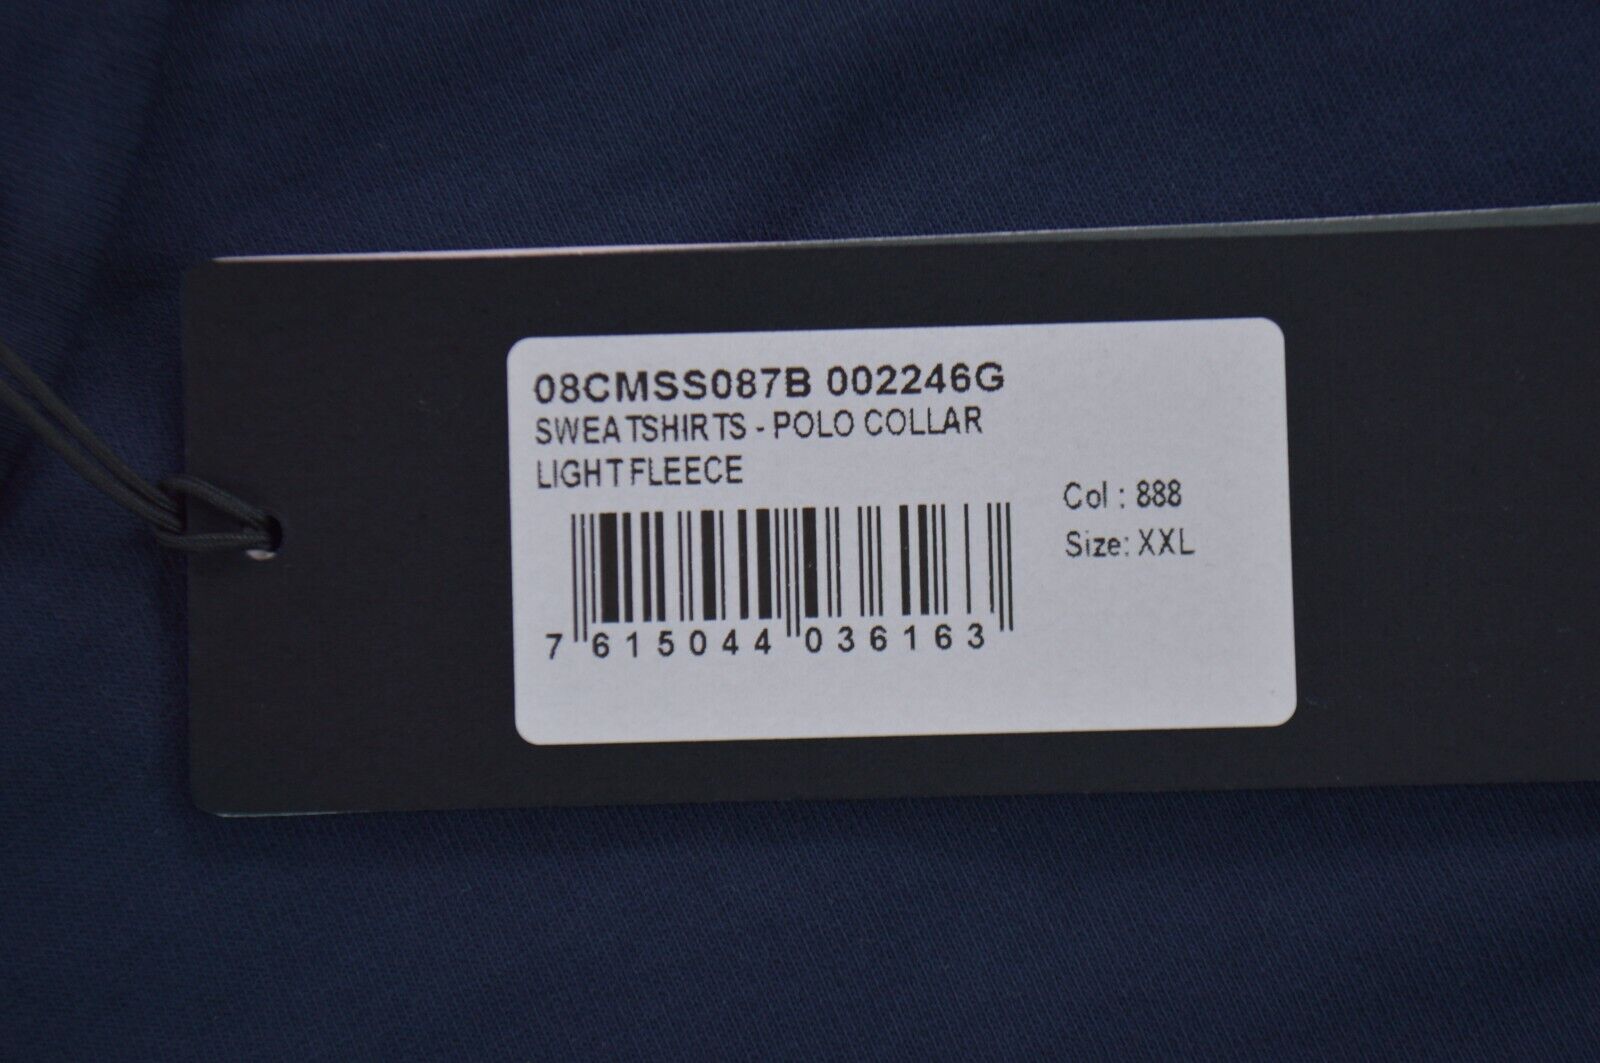 08CMSS087B 002246G
SWEATSHIRTS - POLO COLLAR
LIGHT FLEECE
Col : 888
Size: XXL
7 615044 036163